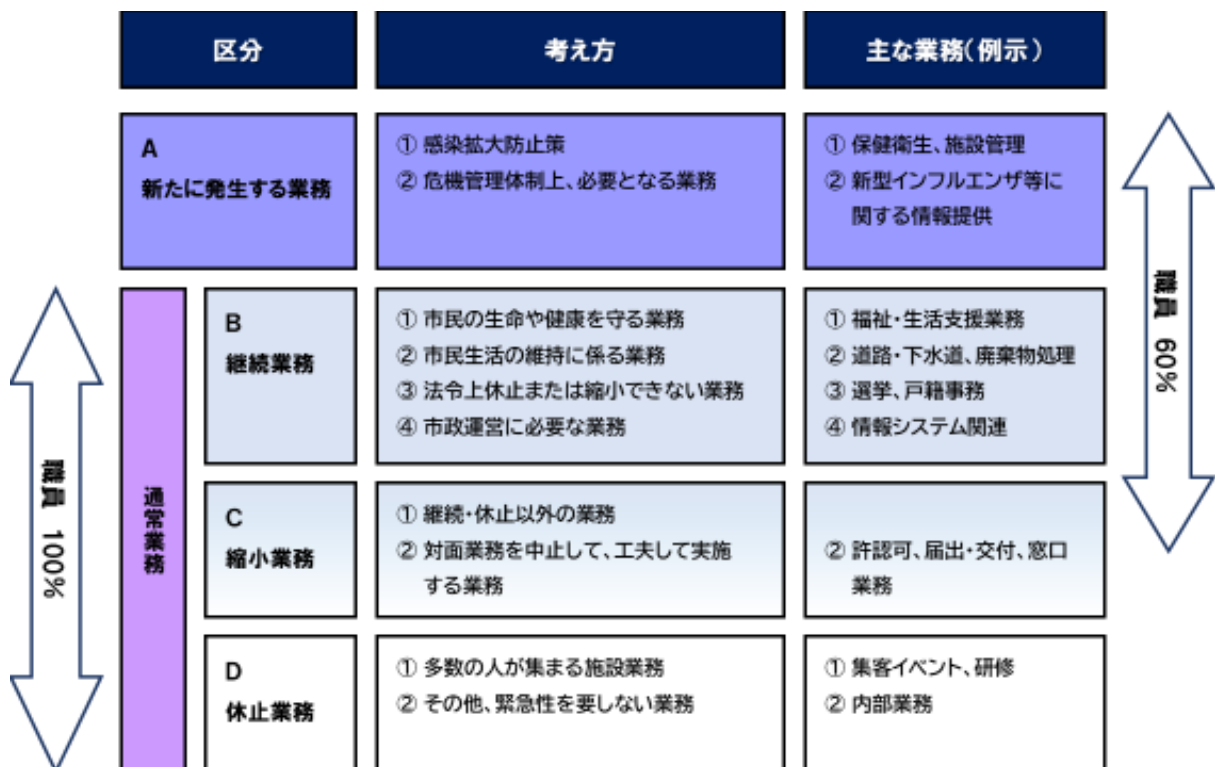 区分
考え方
主な業務(例示)
A
新たに発生する業務
① 感染拡大防止策
② 危機管理体制上、必要となる業務
① 保健衛生、施設管理
② 新型インフルエンザ等に
関する情報提供
職員 60%
職員 100%
通常業務
B
継続業務
① 市民の生命や健康を守る業務
② 市民生活の維持に係る業務
③ 法令上休止または縮小できない業務
④ 市政運営に必要な業務
① 福祉・生活支援業務
② 道路・下水道、廃棄物処理
③ 選挙、戸籍事務
④ 情報システム関連
C
縮小業務
① 継続・休止以外の業務
② 対面業務を中止して、工夫して実施
する業務
② 許認可、届出・交付、窓口
業務
D
休止業務
① 多数の人が集まる施設業務
② その他、緊急性を要しない業務
① 集客イベント、研修
② 内部業務